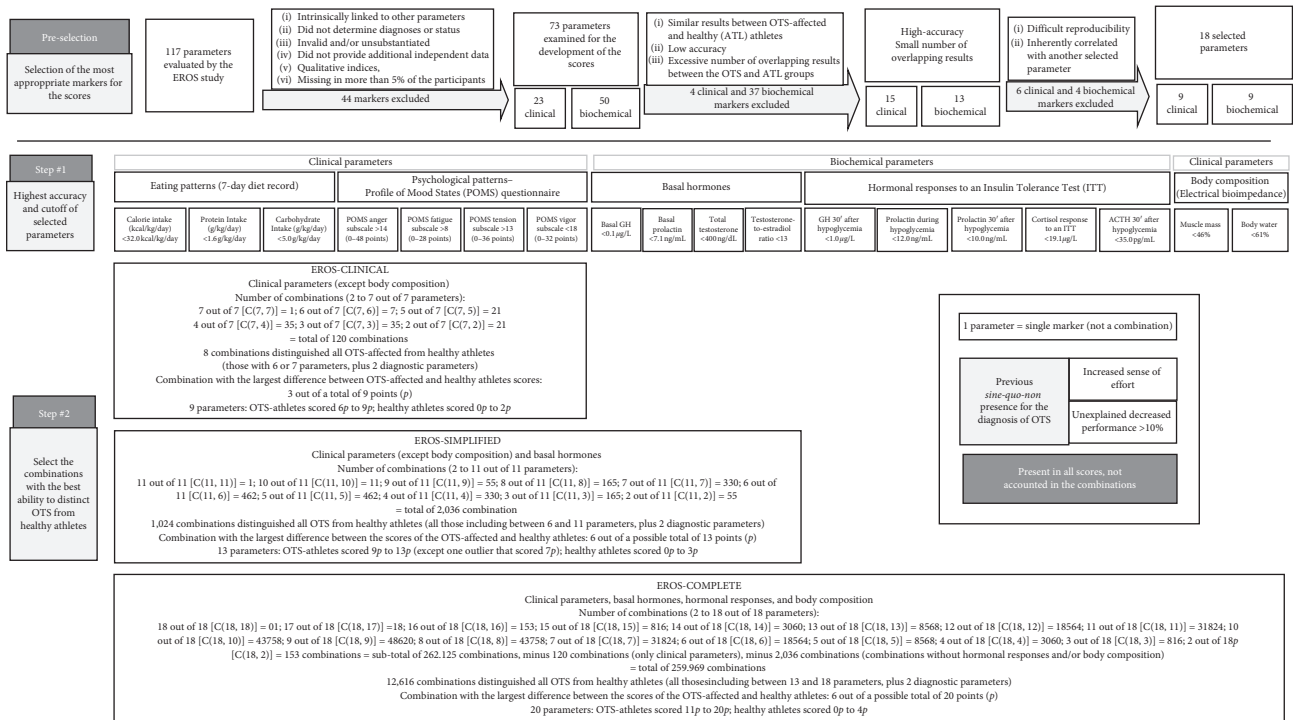 Pre-selection
Selection of the most
approppriate markers for
the scores
117 parameters
evaluated by the
EROS study
(i) Intrinsically linked to other parameters
(ii) Did not determine diagnoses or status
(iii) Invalid and/or unsubstantiated
(iv) Did not provide additional independent data
(v) Qualitative indices,
(vi) Missing in more than 5% of the participants
44 markers excluded
73 parameters
examined for the
development of the
scores
23
clinical
50
biochemical
(i) Similar results between OTS-affected
and healthy (ATL) athletes
(ii) Low accuracy
(iii) Excessive number of overlapping results
between the OTS and ATL groups
4 clinical and 37 biochemical
markers excluded
High-accuracy
Small number of
overlapping results
15
clinical
13
biochemical
(i) Difficult reproducibility
(ii) Inherently correlated
with another selected
parameter
6 clinical and 4 biochemical
markers excluded
18 selected
parameters
9
clinical
9
biochemical
Step #1
Highest accuracy
and cutoff of
selected
parameters
Clinical parameters
Biochemical parameters
Clinical parameters
Eating patterns (7-day diet record)
Psychological patterns–
Profile of Mood States (POMS) questionnaire
Basal hormones
Hormonal responses to an Insulin Tolerance Test (ITT)
Body composition
(Electrical bioimpedance)
Calorie intake
(kcal/kg/day)
<32.0kcal/kg/day
Protein Intake
(g/kg/day)
<1.6g/kg/day
Carbohydrate
Intake (g/kg/day)
<5.0g/kg/day
POMS anger
subscale >14
(0–48 points)
POMS fatigue
subscale >8
(0–28 points)
POMS tension
subscale >13
(0–36 points)
POMS vigor
subscale <18
(0–32 points)
Basal GH
<0.1μg/L
Basal
prolactin
<7.1ng/mL
Total
testosterone
<400ng/dL
Testosterone-
to-estradiol
ratio <13
GH 30′ after
hypoglycemia
<1.0μg/L
Prolactin during
hypoglycemia
<12.0ng/mL
Prolactin 30′ after
hypoglycemia
<10.0ng/mL
Cortisol response
to an ITT
<19.1μg/L
ACTH 30′ after
hypoglycemia
<35.0pg/mL
Muscle mass
<46%
Body water
<61%
EROS-CLINICAL
Clinical parameters (except body composition)
Number of combinations (2 to 7 out of 7 parameters):
7 out of 7 [C(7, 7)] = 1; 6 out of 7 [C(7, 6)] = 7; 5 out of 7 [C(7, 5)] = 21
4 out of 7 [C(7, 4)] = 35; 3 out of 7 [C(7, 3)] = 35; 2 out of 7 [C(7, 2)] = 21
= total of 120 combinations
8 combinations distinguished all OTS-affected from healthy athletes
(those with 6 or 7 parameters, plus 2 diagnostic parameters)
Combination with the largest difference between OTS-affected and healthy athletes scores:
3 out of a total of 9 points (p)
9 parameters: OTS-athletes scored 6p to 9p; healthy athletes scored 0p to 2p
1 parameter = single marker (not a combination)
Previous
sine-quo-non
presence for the
diagnosis of OTS
Increased sense of
effort
Unexplained decreased
performance >10%
Present in all scores, not
accounted in the combinations
Step #2
Select the
combinations
with the best
ability to distinct
OTS from
healthy athletes
EROS-SIMPLIFIED
Clinical parameters (except body composition) and basal hormones
Number of combinations (2 to 11 out of 11 parameters):
11 out of 11 [C(11, 11)] = 1; 10 out of 11 [C(11, 10)] = 11; 9 out of 11 [C(11, 9)] = 55; 8 out of 11 [C(11, 8)] = 165; 7 out of 11 [C(11, 7)] = 330; 6 out of
11 [C(11, 6)] = 462; 5 out of 11 [C(11, 5)] = 462; 4 out of 11 [C(11, 4)] = 330; 3 out of 11 [C(11, 3)] = 165; 2 out of 11 [C(11, 2)] = 55
= total of 2,036 combination
1,024 combinations distinguished all OTS from healthy athletes (all those including between 6 and 11 parameters, plus 2 diagnostic parameters)
Combination with the largest difference between the scores of the OTS-affected and healthy athletes: 6 out of a possible total of 13 points (p)
13 parameters: OTS-athletes scored 9p to 13p (except one outlier that scored 7p); healthy athletes scored 0p to 3p
EROS-COMPLETE
Clinical parameters, basal hormones, hormonal responses, and body composition
Number of combinations (2 to 18 out of 18 parameters):
18 out of 18 [C(18, 18)] = 01; 17 out of 18 [C(18, 17)] =18; 16 out of 18 [C(18, 16)] = 153; 15 out of 18 [C(18, 15)] = 816; 14 out of 18 [C(18, 14)] = 3060; 13 out of 18 [C(18, 13)] = 8568; 12 out of 18 [C(18, 12)] = 18564; 11 out of 18 [C(18, 11)] = 31824; 10
out of 18 [C(18, 10)] = 43758; 9 out of 18 [C(18, 9)] = 48620; 8 out of 18 [C(18, 8)] = 43758; 7 out of 18 [C(18, 7)] = 31824; 6 out of 18 [C(18, 6)] = 18564; 5 out of 18 [C(18, 5)] = 8568; 4 out of 18 [C(18, 4)] = 3060; 3 out of 18 [C(18, 3)] = 816; 2 out of 18p
[C(18, 2)] = 153 combinations = sub-total of 262.125 combinations, minus 120 combinations (only clinical parameters), minus 2,036 combinations (combinations without hormonal responses and/or body composition)
= total of 259.969 combinations
12,616 combinations distinguished all OTS from healthy athletes (all thosesincluding between 13 and 18 parameters, plus 2 diagnostic parameters)
Combination with the largest difference between the scores of the OTS-affected and healthy athletes: 6 out of a possible total of 20 points (p)
20 parameters: OTS-athletes scored 11p to 20p; healthy athletes scored 0p to 4p